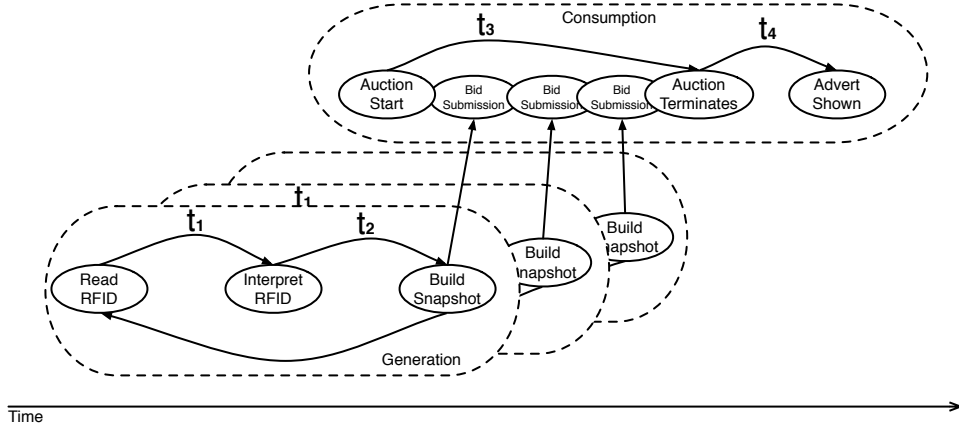 Consumption
t3
t4
Auction
Start
Bid
Submission
Bid
Submission
Bid
Submission
Auction
Terminates
Advert
Shown
t1
t1
t2
Read
RFID
Interpret
RFID
Build
Snapshot
Build
napshot
Build
napshot
Generation
Time